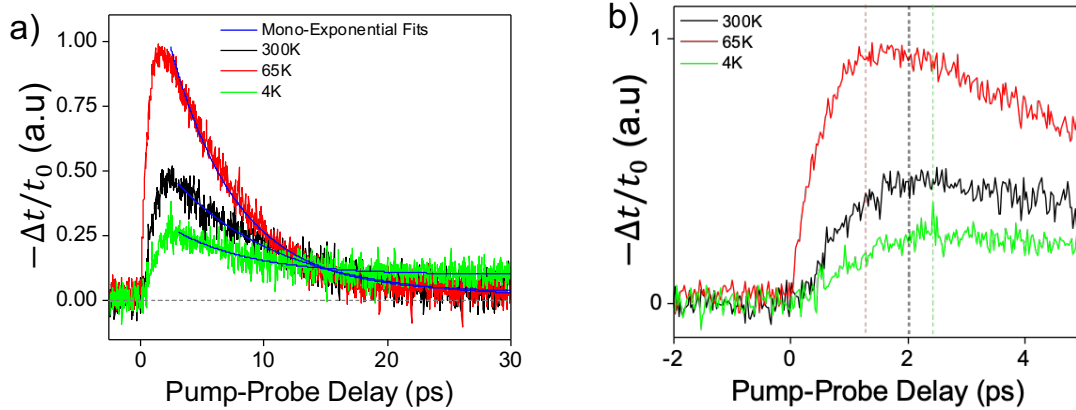 a)
1.00
0.75
0.50
0.25
0.00
−Δt/t₀ (a.u)
Mono-Exponential Fits
300K
65K
4K
0
10
20
30
Pump-Probe Delay (ps)
b)
1
0
−Δt/t₀ (a.u)
300K
65K
4K
-2
0
2
4
Pump-Probe Delay (ps)